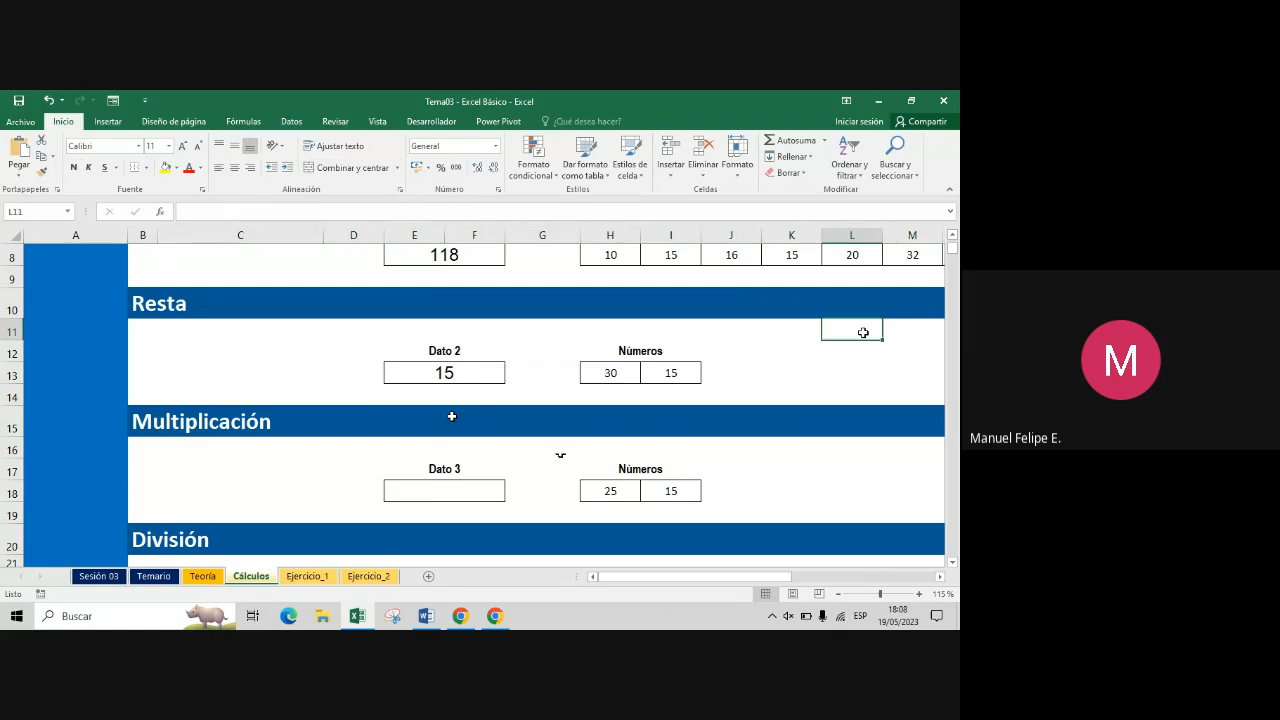 Tema03 - Excel Básico - Excel
Archivo Inicio Insertar Diseño de página Fórmulas Datos Revisar Vista Desarrollador Power Pivot ¿Qué desea hacer? Iniciar sesión Compartir
Pegar
Calibri 11
N K S
Ajustar texto
Combinar y centrar
General
% 000
Formato condicional
Dar formato como tabla
Estilos de celda
Insertar Eliminar Formato
Autosuma
Rellenar
Borrar
Ordenar y filtrar
Buscar y seleccionar
Portapapeles Fuente Alineación Número Estilos Celdas Modificar
L11 fx
A B C D E F G H I J K L M
8 118 10 15 16 15 20 32
9
10 Resta
11
12 Dato 2 Números
13 15 30 15
14
15 Multiplicación
16
17 Dato 3 Números
18 25 15
19
20 División
21
Sesión 03 Temario Teoría Cálculos Ejercicio_1 Ejercicio_2
Listo 115 %
Buscar
ESP
18:08
19/05/2023
M
Manuel Felipe E.